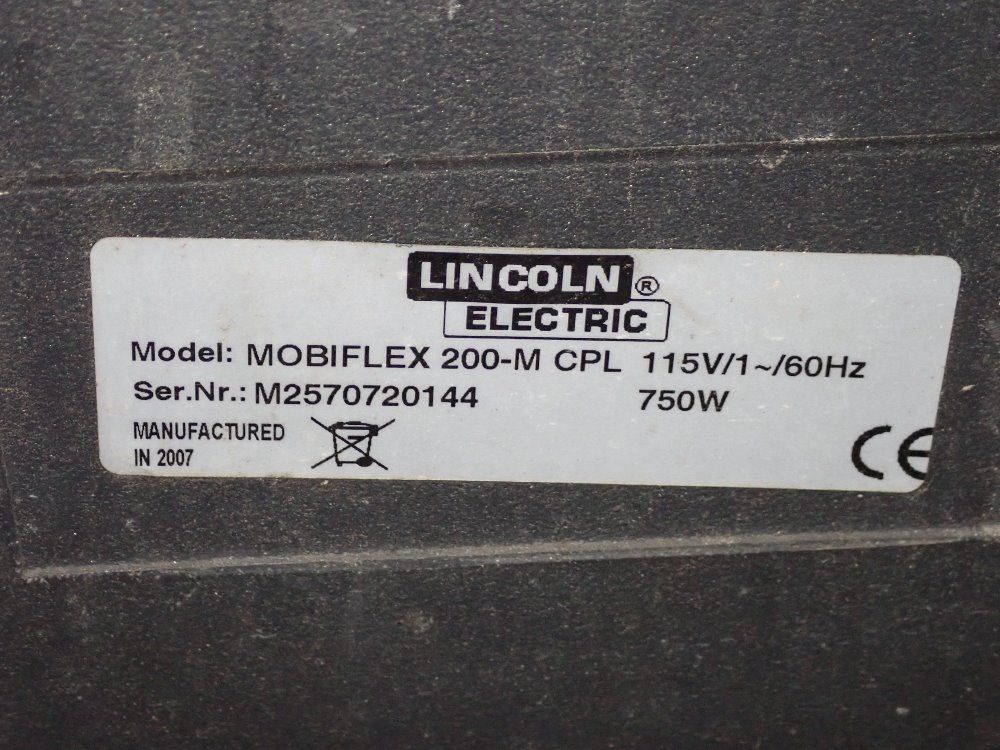 LINCOLN ®
ELECTRIC
Model: MOBIFLEX 200-M CPL 115V/1~/60Hz
Ser.Nr.: M2570720144 750W
MANUFACTURED
IN 2007
CE